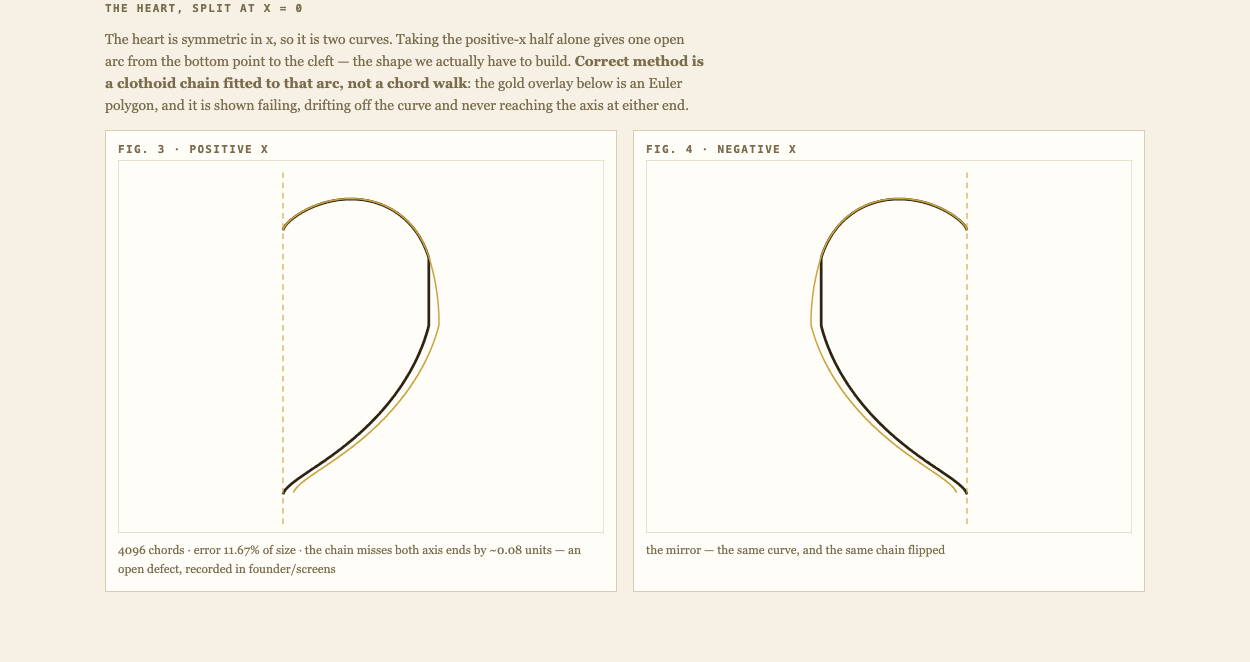 THE HEART, SPLIT AT X = 0
The heart is symmetric in x, so it is two curves. Taking the positive-x half alone gives one open
arc from the bottom point to the cleft — the shape we actually have to build. Correct method is
a clothoid chain fitted to that arc, not a chord walk: the gold overlay below is an Euler
polygon, and it is shown failing, drifting off the curve and never reaching the axis at either end.
FIG. 3 · POSITIVE X
4096 chords · error 11.67% of size · the chain misses both axis ends by ~0.08 units — an
open defect, recorded in founder/screens
FIG. 4 · NEGATIVE X
the mirror — the same curve, and the same chain flipped